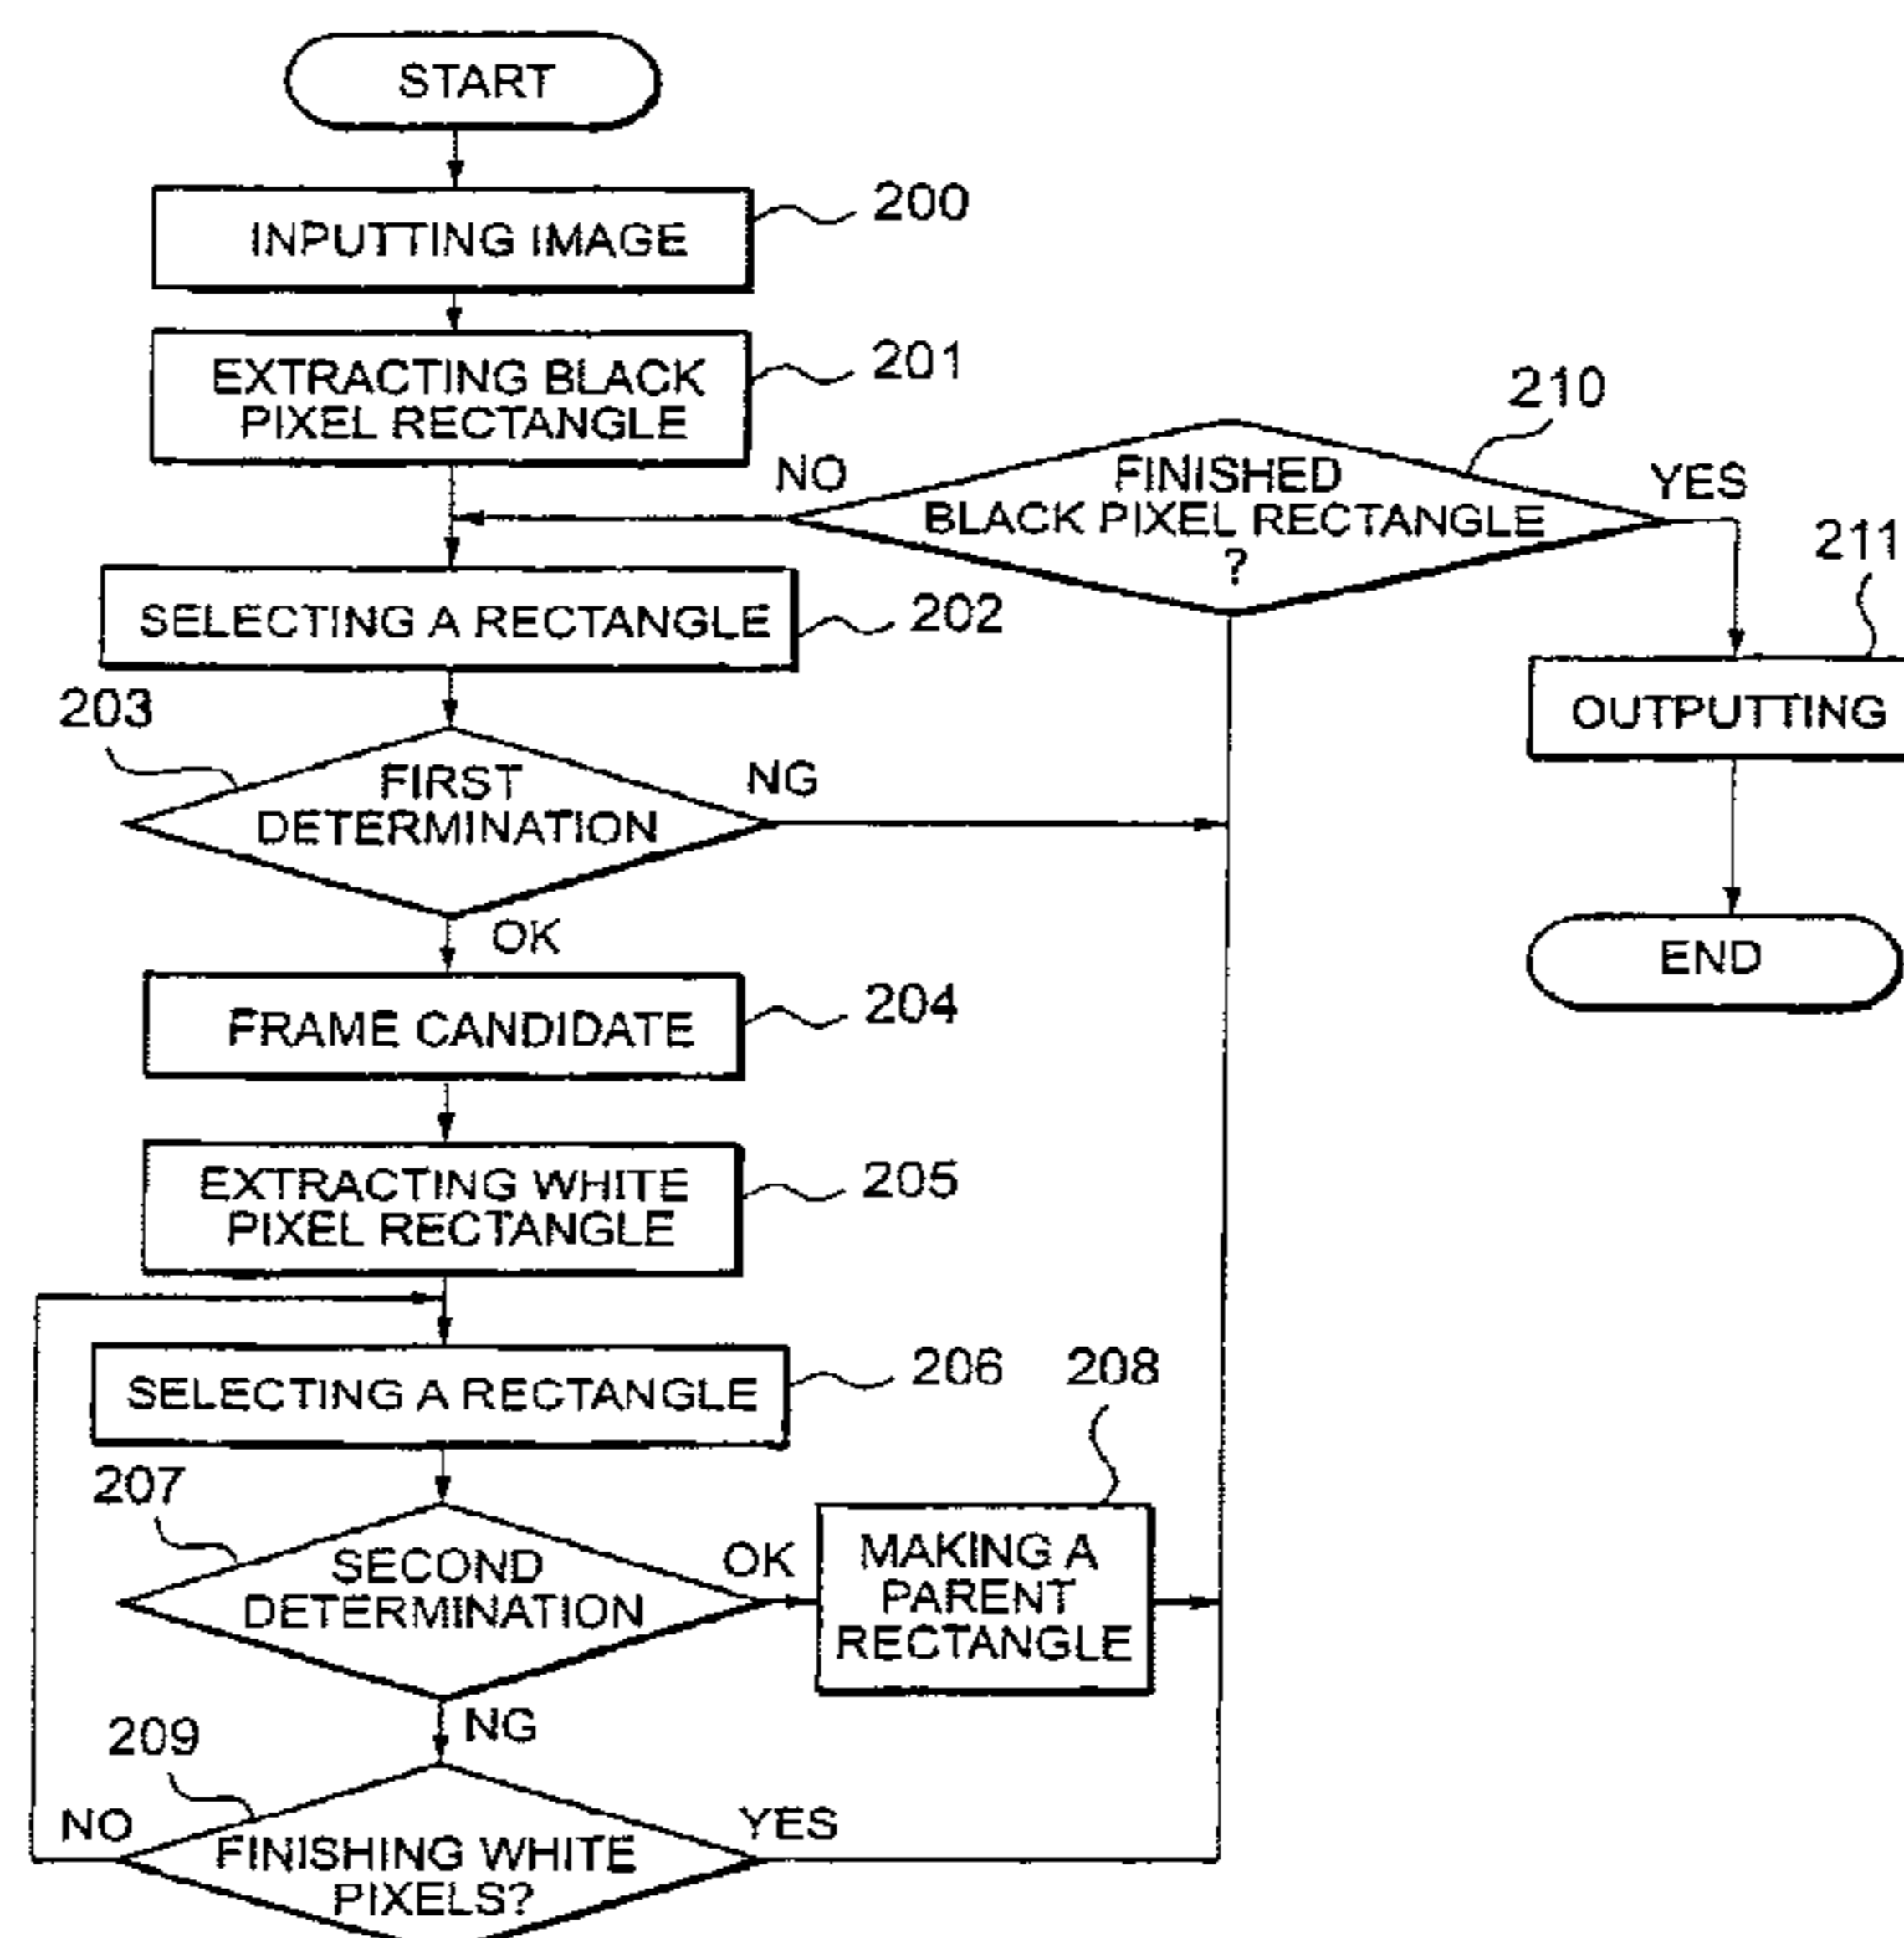 START
INPUTTING IMAGE
200
EXTRACTING BLACK
PIXEL RECTANGLE
201
SELECTING A RECTANGLE
202
203
FIRST
DETERMINATION
NG
OK
FRAME CANDIDATE
204
EXTRACTING WHITE
PIXEL RECTANGLE
205
SELECTING A RECTANGLE
206
207
SECOND
DETERMINATION
OK
NG
208
MAKING A
PARENT
RECTANGLE
209
FINISHING WHITE
PIXELS?
NO
YES
210
FINISHED
BLACK PIXEL RECTANGLE
?
NO
YES
211
OUTPUTTING
END